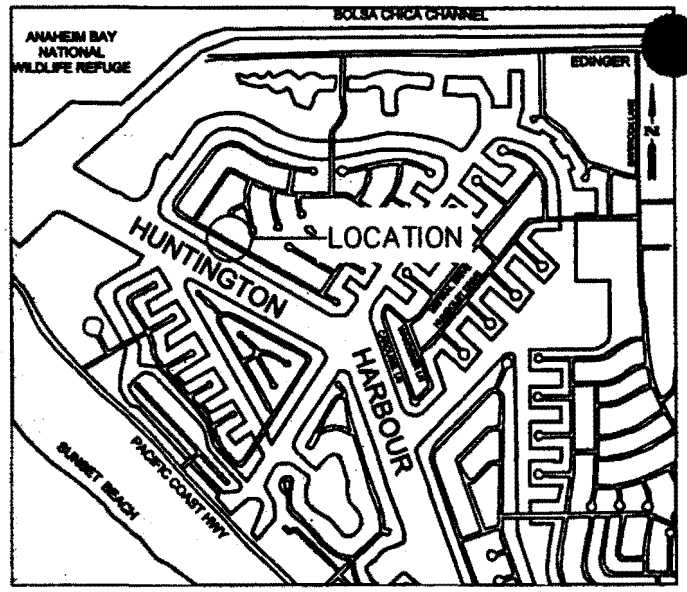 BOLSA CHICA CHANNEL
ANAHEIM BAY
NATIONAL
WILDLIFE REFUGE
EDINGER
N
LOCATION
HUNTINGTON
HARBOUR
PACIFIC COAST HWY
SUNSET BEACH